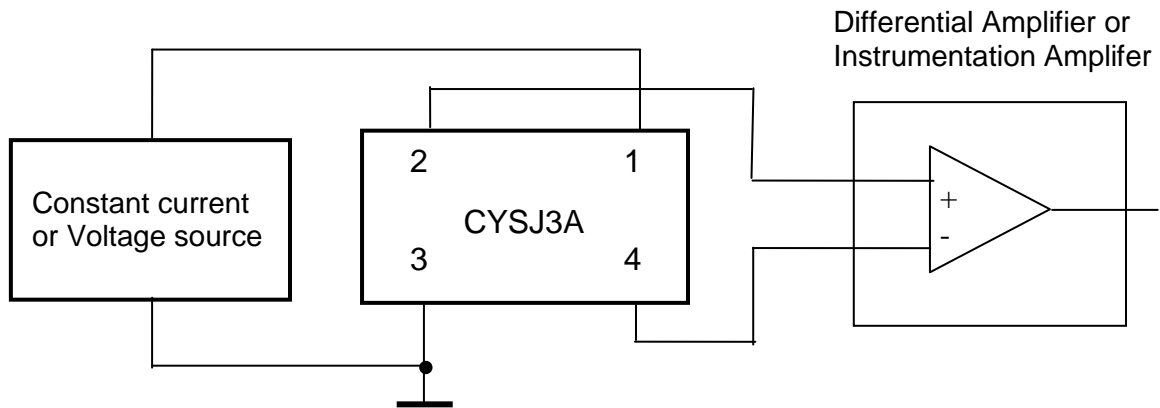 Differential Amplifier or
Instrumentation Amplifer
2 1
Constant current
or Voltage source
CYSJ3A
+
3 4
-